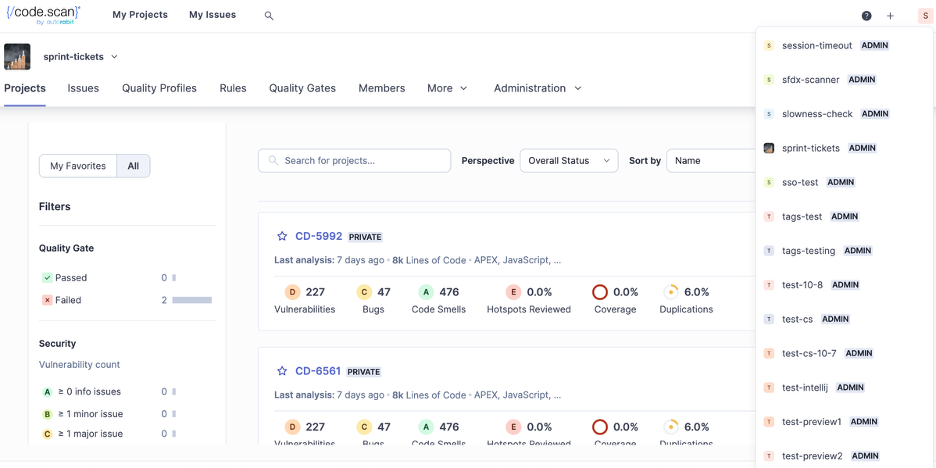 {/code.scan}*
by autorabit
My Projects My Issues ? + S
sprint-tickets
Projects Issues Quality Profiles Rules Quality Gates Members More Administration
My Favorites All
Filters
Quality Gate
Passed 0
Failed 2
Security
Vulnerability count
A ≥ 0 info issues 0
B ≥ 1 minor issue 0
C ≥ 1 major issue 0
Search for projects... Perspective Overall Status Sort by Name
CD-5992 PRIVATE
Last analysis: 7 days ago • 8k Lines of Code • APEX, JavaScript, ...
D 227 C 47 A 476 E 0.0% 0.0% 6.0%
Vulnerabilities Bugs Code Smells Hotspots Reviewed Coverage Duplications
CD-6561 PRIVATE
Last analysis: 7 days ago • 8k Lines of Code • APEX, JavaScript, ...
D 227 C 47 A 476 E 0.0% 0.0% 6.0%
Vulnerabilities Bugs Code Smells Hotspots Reviewed Coverage Duplications
S session-timeout ADMIN
S sfdx-scanner ADMIN
S slowness-check ADMIN
sprint-tickets ADMIN
S sso-test ADMIN
T tags-test ADMIN
T tags-testing ADMIN
T test-10-8 ADMIN
T test-cs ADMIN
T test-cs-10-7 ADMIN
T test-intellij ADMIN
T test-preview1 ADMIN
T test-preview2 ADMIN